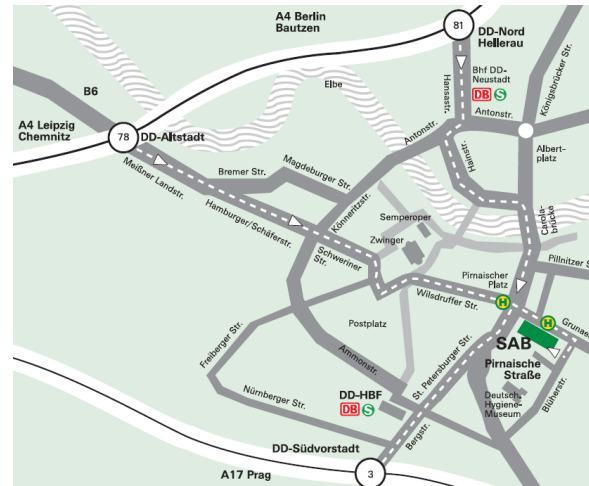 A4 Berlin
Bautzen
81
DD-Nord
Hellerau
B6
Elbe
Hansastr.
Bhf DD-
Neustadt
DB S
Königsbrücker Str.
A4 Leipzig
Chemnitz
78
DD-Altstadt
Antonstr.
Antonstr.
Albert-
platz
Meißner Landstr.
Bremer Str.
Magdeburger Str.
Hainstr.
Könneritzstr.
Carola-
brücke
Hamburger/Schäferstr.
Semperoper
Zwinger
Schweriner
Str.
Pillnitzer S
Pirnaischer
Platz
Wilsdruffer Str.
H
H
Grunae
Postplatz
SAB
Pirnaische
Straße
Freiberger Str.
Ammonstr.
St. Petersburger Str.
Nürnberger Str.
DD-HBF
DB S
Deutsch.
Hygiene-
Museum
Blüherstr.
DD-Südvorstadt
Bergstr.
A17 Prag
3